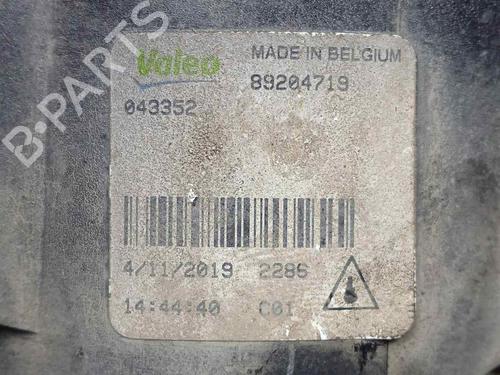 B-PARTS
Valeo
MADE IN BELGIUM
89204719
043352
4/11/2019 2286
14:44:40 C01